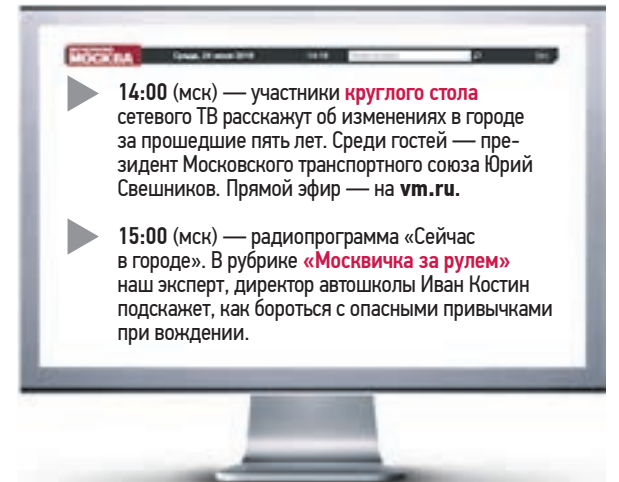 МОСКВА
14:00 (мск) — участники круглого стола
сетевого ТВ расскажут об изменениях в городе
за прошедшие пять лет. Среди гостей — пре-
зидент Московского транспортного союза Юрий
Свешников. Прямой эфир — на vm.ru.
15:00 (мск) — радиопрограмма «Сейчас
в городе». В рубрике «Москвичка за рулем»
наш эксперт, директор автошколы Иван Костин
подскажет, как бороться с опасными привычками
при вождении.